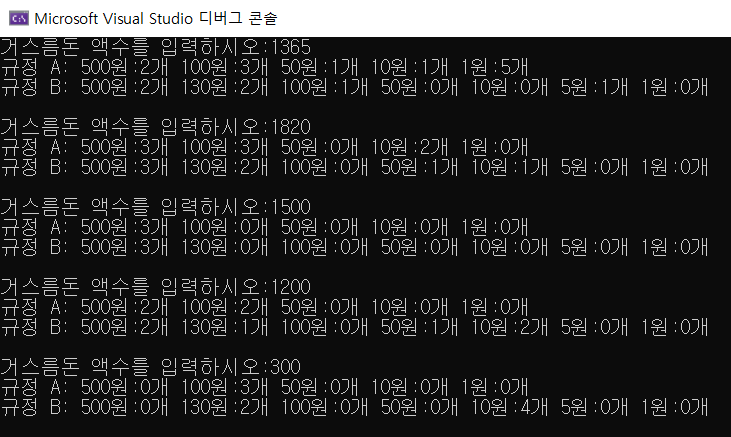 Microsoft Visual Studio 디버그 콘솔
거스름돈 액수를 입력하시오:1365
규정 A: 500원:2개 100원:3개 50원:1개 10원:1개 1원:5개
규정 B: 500원:2개 130원:2개 100원:1개 50원:0개 10원:0개 5원:1개 1원:0개
거스름돈 액수를 입력하시오:1820
규정 A: 500원:3개 100원:3개 50원:0개 10원:2개 1원:0개
규정 B: 500원:3개 130원:2개 100원:0개 50원:1개 10원:1개 5원:0개 1원:0개
거스름돈 액수를 입력하시오:1500
규정 A: 500원:3개 100원:0개 50원:0개 10원:0개 1원:0개
규정 B: 500원:3개 130원:0개 100원:0개 50원:0개 10원:0개 5원:0개 1원:0개
거스름돈 액수를 입력하시오:1200
규정 A: 500원:2개 100원:2개 50원:0개 10원:0개 1원:0개
규정 B: 500원:2개 130원:1개 100원:0개 50원:1개 10원:2개 5원:0개 1원:0개
거스름돈 액수를 입력하시오:300
규정 A: 500원:0개 100원:3개 50원:0개 10원:0개 1원:0개
규정 B: 500원:0개 130원:2개 100원:0개 50원:0개 10원:4개 5원:0개 1원:0개